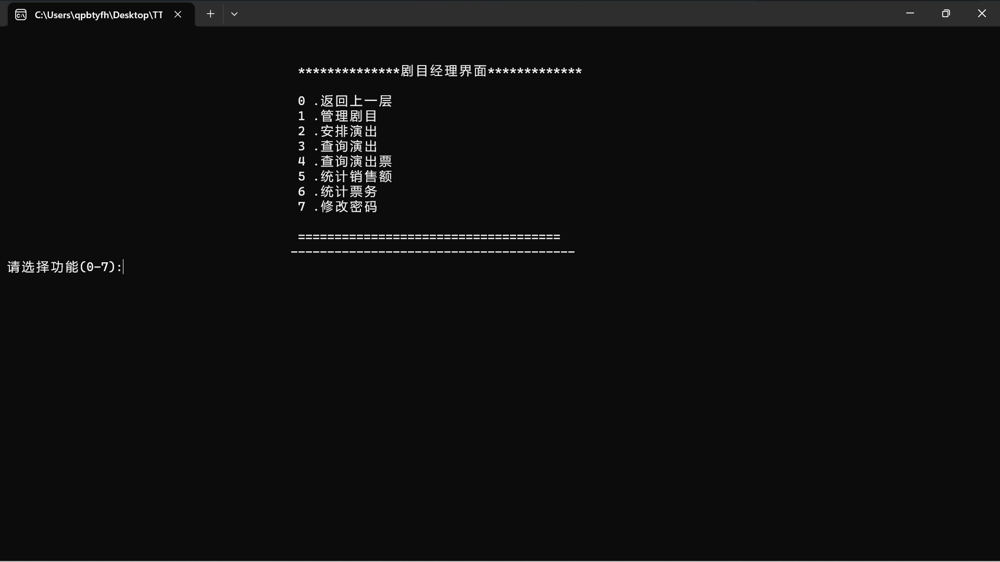 C:\Users\qpbtyfh\Desktop\TT
**************剧目经理界面*************
0 .返回上一层
1 .管理剧目
2 .安排演出
3 .查询演出
4 .查询演出票
5 .统计销售额
6 .统计票务
7 .修改密码
====================================
---------------------------------------
请选择功能(0-7):